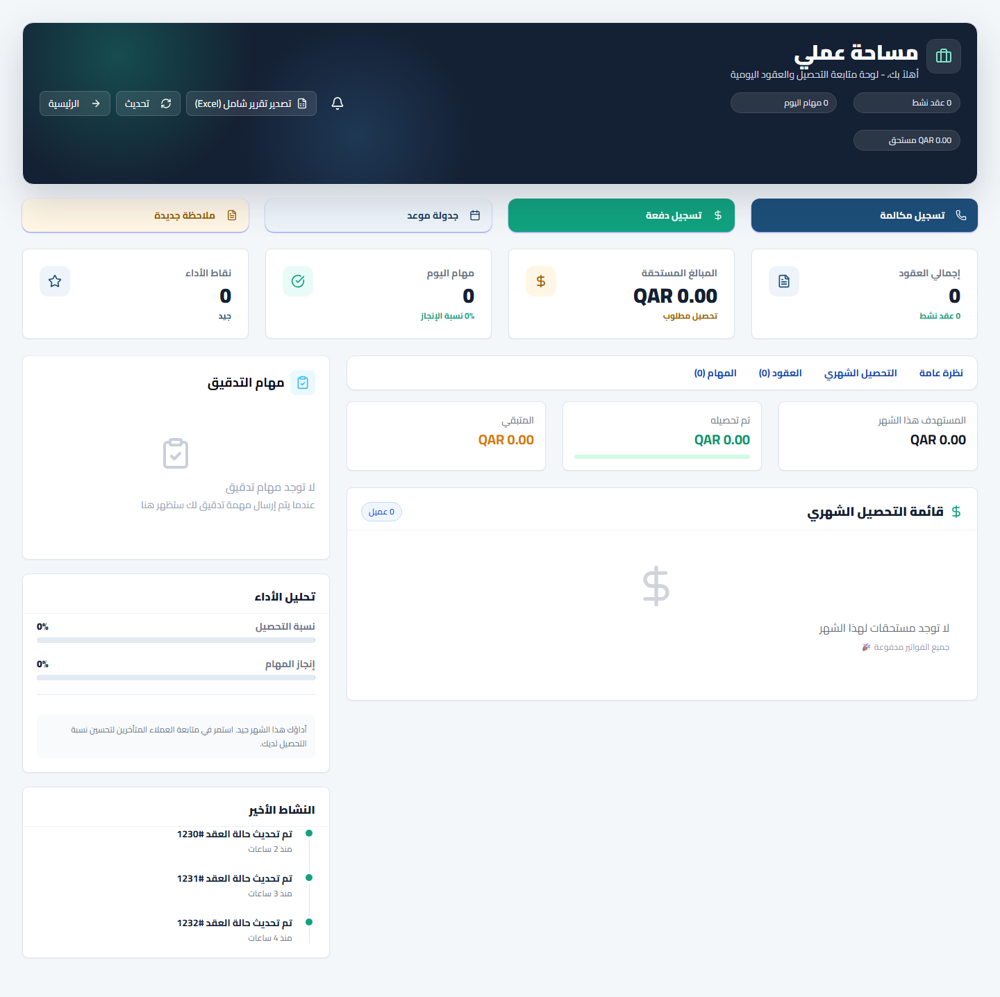 مساحة عملي
أهلاً بك، - لوحة متابعة التحصيل والعقود اليومية
0 عقد نشط
0 مهام اليوم
QAR 0.00 مستحق
تصدير تقرير شامل (Excel)
تحديث
الرئيسية
تسجيل مكالمة
تسجيل دفعة
جدولة موعد
ملاحظة جديدة
إجمالي العقود
0
0 عقد نشط
المبالغ المستحقة
QAR 0.00
تحصيل مطلوب
مهام اليوم
0
0% نسبة الإنجاز
نقاط الأداء
0
جيد
نظرة عامة
التحصيل الشهري
العقود (0)
المهام (0)
المستهدف هذا الشهر
QAR 0.00
تم تحصيله
QAR 0.00
المتبقي
QAR 0.00
قائمة التحصيل الشهري
0 عميل
لا توجد مستحقات لهذا الشهر
جميع الفواتير مدفوعة 🎉
مهام التدقيق
لا توجد مهام تدقيق
عندما يتم إرسال مهمة تدقيق لك ستظهر هنا
تحليل الأداء
نسبة التحصيل
0%
إنجاز المهام
0%
أداؤك هذا الشهر جيد. استمر في متابعة العملاء المتأخرين لتحسين نسبة
التحصيل لديك.
النشاط الأخير
تم تحديث حالة العقد #1230
منذ 2 ساعات
تم تحديث حالة العقد #1231
منذ 3 ساعات
تم تحديث حالة العقد #1232
منذ 4 ساعات